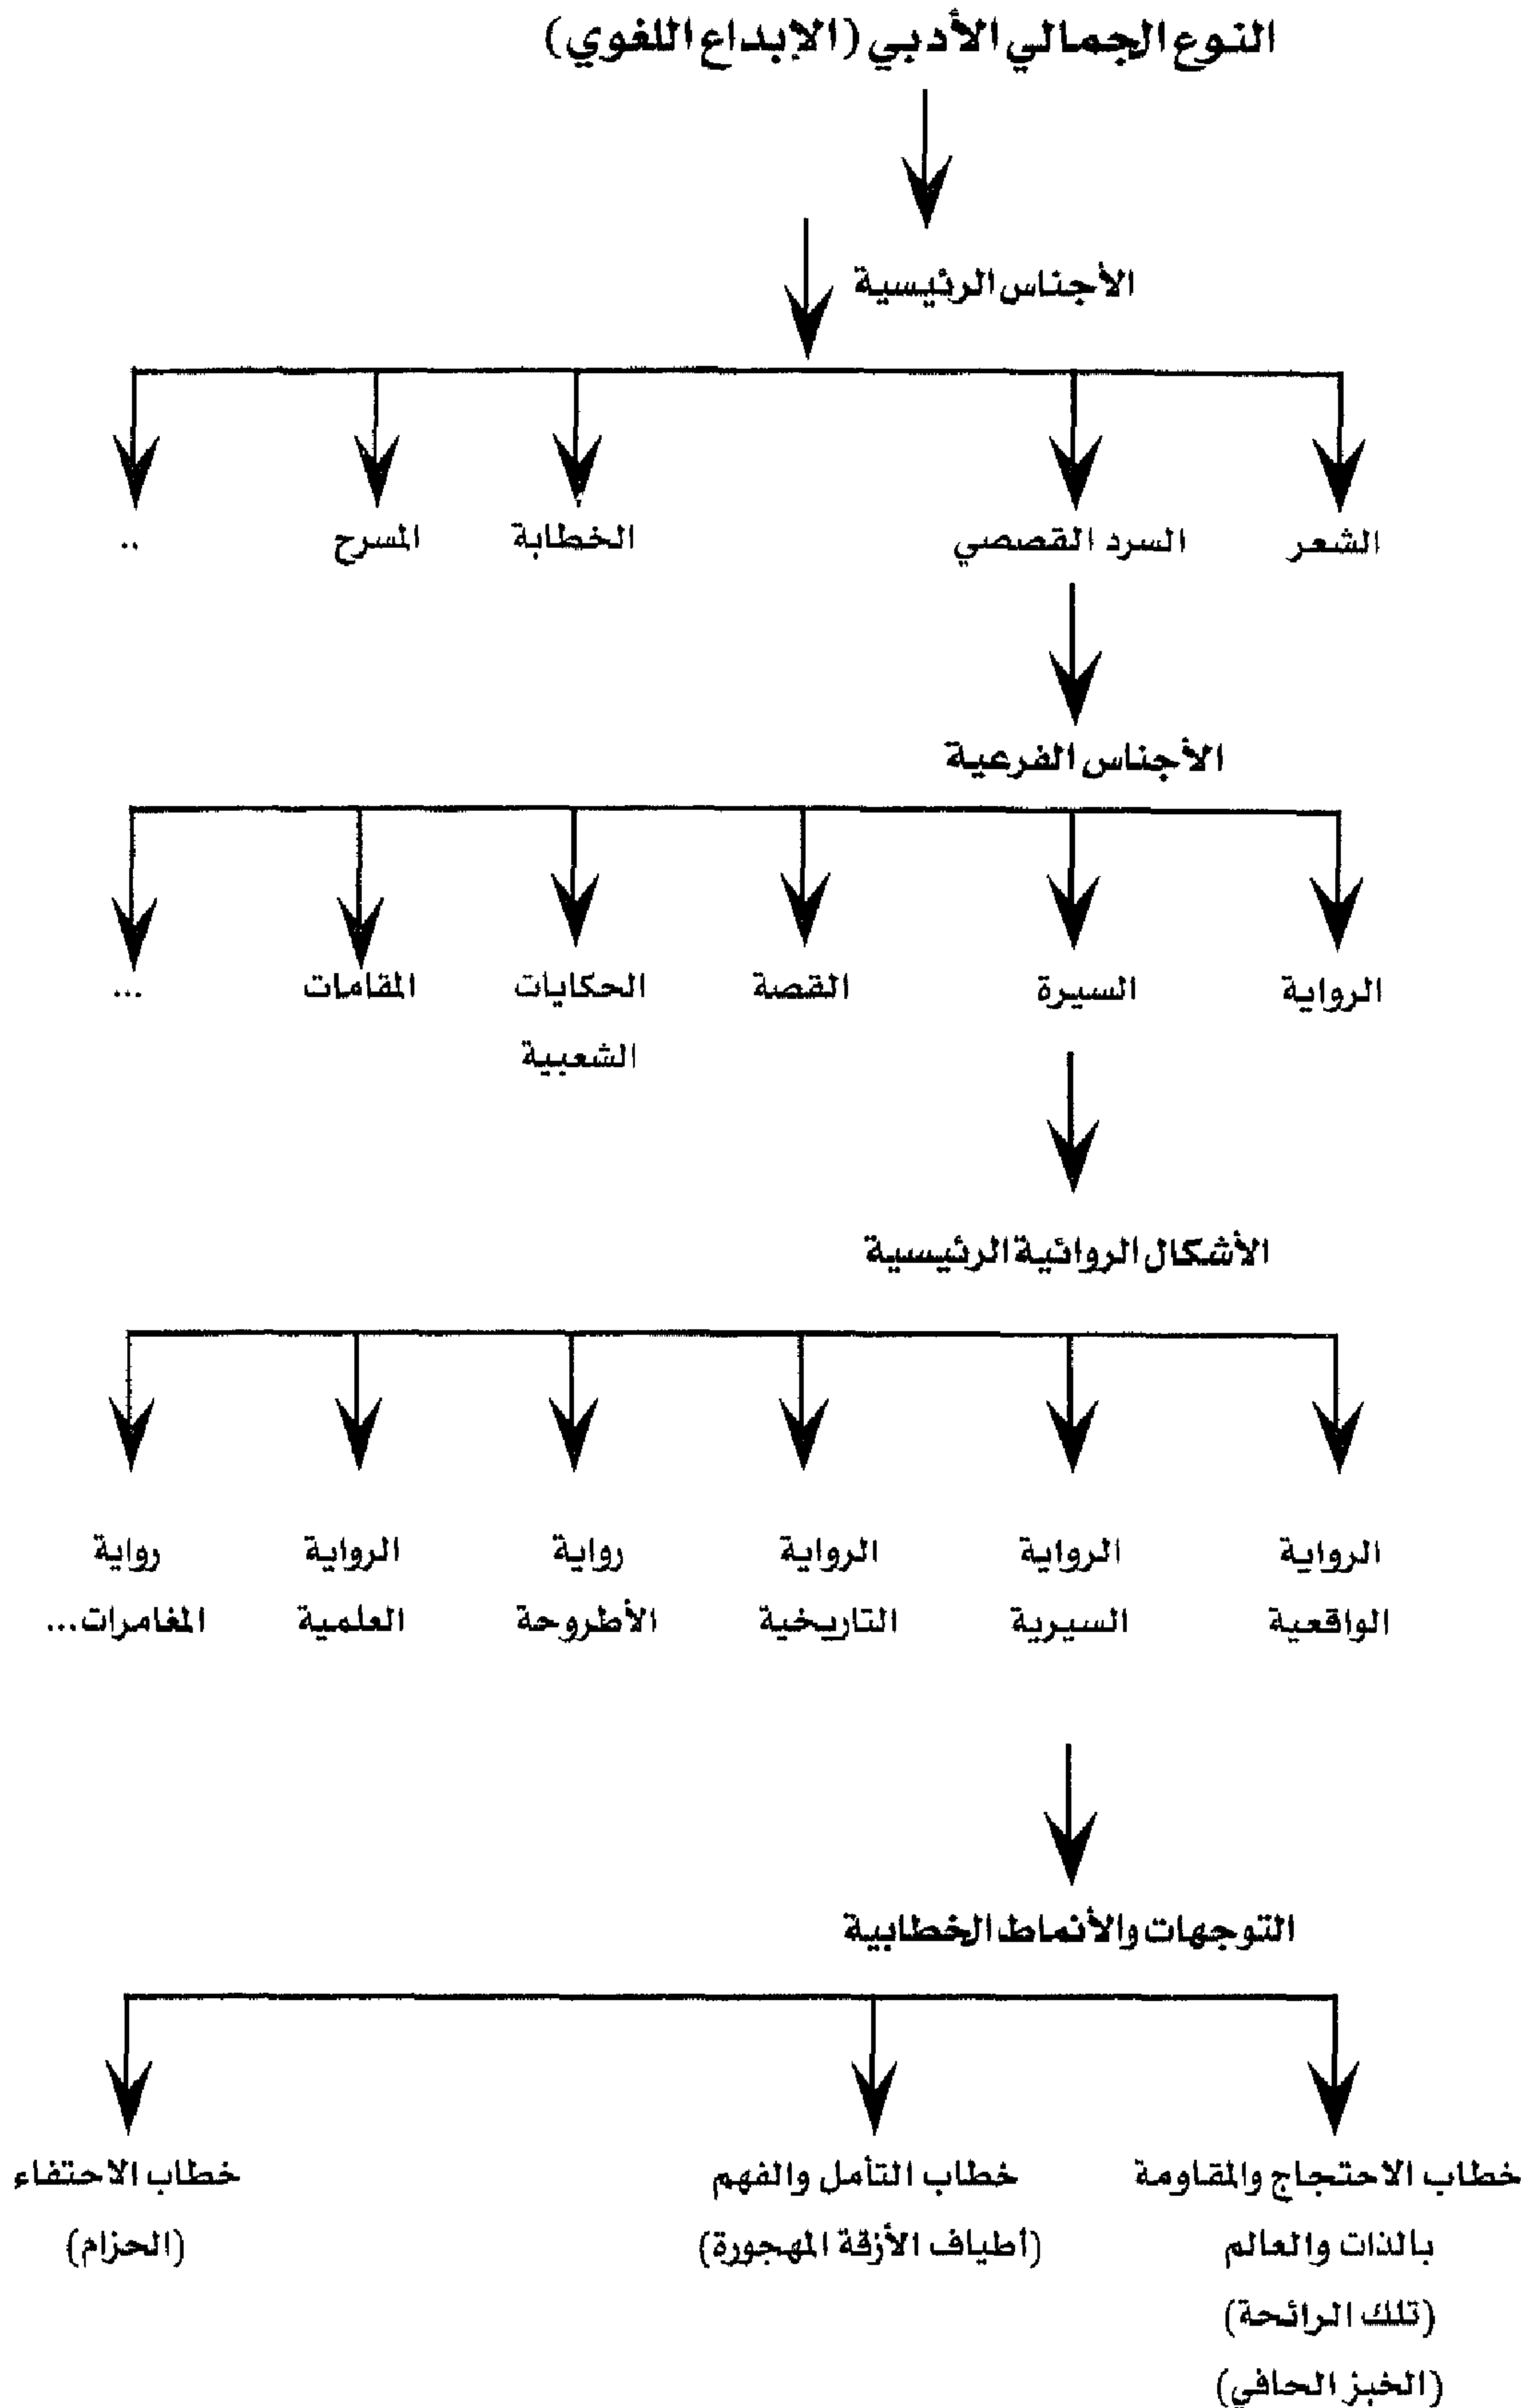 النوع الجمالي الأدبي (الإبداع اللغوي)
الأجناس الرئيسية
الشعر
السرد القصصي
الخطابة
المسرح
..
الأجناس الفرعية
الرواية
السيرة
القصة
الحكايات
الشعبية
المقامات
...
الأشكال الروائية الرئيسية
الرواية
الواقعية
الرواية
السيرية
الرواية
التاريخية
رواية
الأطروحة
الرواية
العلمية
رواية
المغامرات...
التوجهات والأنماط الخطابية
خطاب الاحتجاج والمقاومة
بالذات والعالم
(تلك الرائحة)
(الخبز الحافي)
خطاب التأمل والفهم
(أطياف الأزقة المهجورة)
خطاب الاحتفاء
(الحزام)